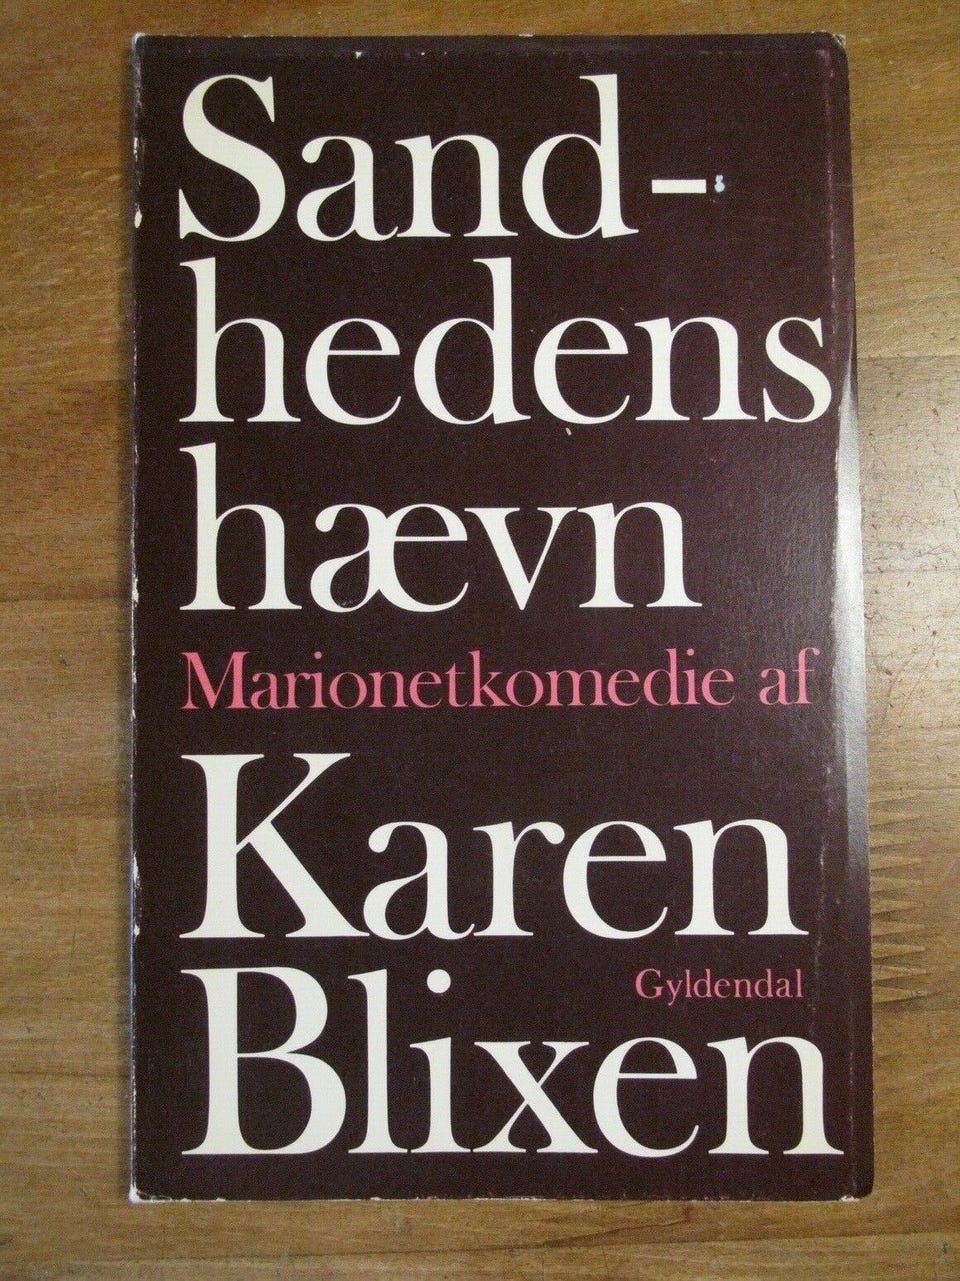 Sand-
hedens
hævn
Marionetkomedie af
Karen
Gyldendal
Blixen